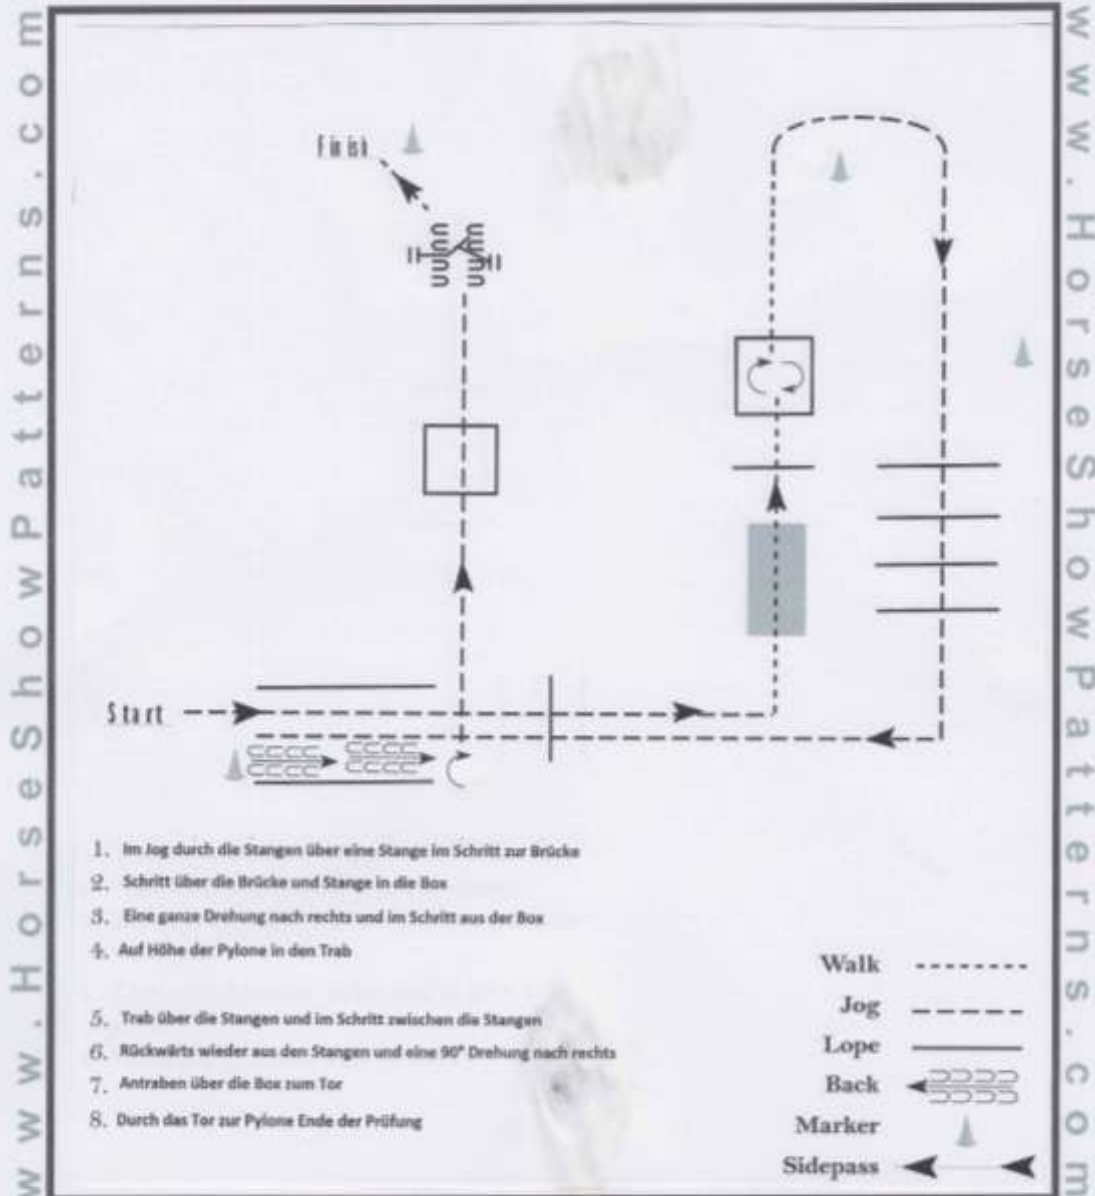 www.HorseShowPatterns.com
www.HorseShowPatterns.com
Finish
Start
1. Im Jog durch die Stangen über eine Stange im Schritt zur Brücke
2. Schritt über die Brücke und Stange in die Box
3. Eine ganze Drehung nach rechts und im Schritt aus der Box
4. Auf Höhe der Pylone in den Trab
5. Trab über die Stangen und im Schritt zwischen die Stangen
6. Rückwärts wieder aus den Stangen und eine 90° Drehung nach rechts
7. Antraben über die Box zum Tor
8. Durch das Tor zur Pylone Ende der Prüfung
Walk
Jog
Lope
Back
Marker
Sidepass